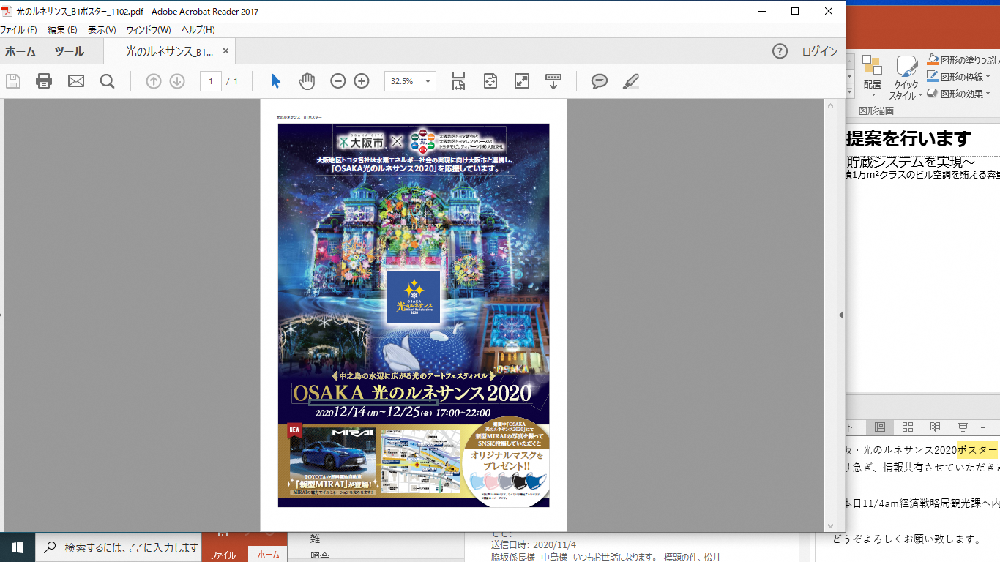 光のルネサンス_B1ポスター_1102.pdf - Adobe Acrobat Reader 2017
ファイル (F) 編集 (E) 表示(V) ウィンドウ(W) ヘルプ(H)
ホーム ツール 光のルネサンス_B1... × ログイン
1 / 1 32.5%
配置
クイック
スタイル
図形の塗りつぶし
図形の枠線
図形の効果
図形描画
提案を行います
貯蔵システムを実現～
積1万m²クラスのビル空調を賄える容量
光のルネサンス B1ポスター
OSAKA CITY
大阪市 × 大阪地区トヨタ販売店
大阪地区トヨタレンタリース店
トヨタモビリティパーツ(株)大阪支社
大阪地区トヨタ各社は水素エネルギー社会の実現に向け大阪市と連携し、
「OSAKA光のルネサンス2020」を応援しています。
OSAKA
光のルネサンス
Hikari-Renaissance
2020
OSAKA
中之島の水辺に広がる光のアートフェスティバル
OSAKA 光のルネサンス2020
2020 12/14(月)~12/25(金) 17:00~22:00
NEW
MIRAI
TOYOTAの燃料電池自動車
「新型MIRAI」が登場!
MIRAIの電力でイルミネーションを光らせます!
期間中「OSAKA
光のルネサンス2020」にて
新型MIRAIの写真を撮って
SNSに投稿していただくと
オリジナルマスクを
プレゼント!!
阪・光のルネサンス2020ポスター
り急ぎ、情報共有させていただきま
本日11/4am経済戦略局観光課へ内
どうぞよろしくお願い致します。
検索するには、ここに入力します
ファイル ホーム
雑
照会
CC:
送信日時: 2020/11/4
脇坂係長様 中島様 いつもお世話になります。 標題の件、松井